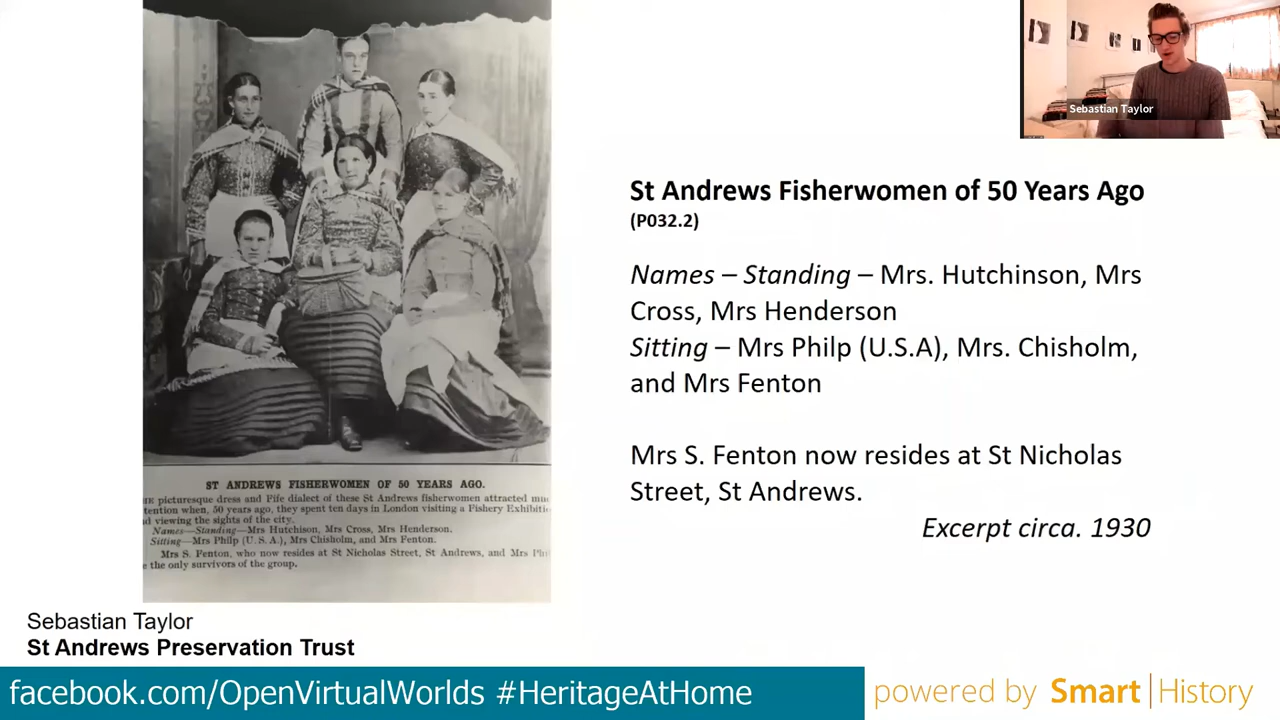 Sebastian Taylor
St Andrews Fisherwomen of 50 Years Ago
(P032.2)
Names – Standing – Mrs. Hutchinson, Mrs
Cross, Mrs Henderson
Sitting – Mrs Philp (U.S.A), Mrs. Chisholm,
and Mrs Fenton
Mrs S. Fenton now resides at St Nicholas
Street, St Andrews.
Excerpt circa. 1930
ST ANDREWS FISHERWOMEN OF 50 YEARS AGO.
picturesque dress and Fife dialect of these St Andrews fisherwomen attracted
when, 50 years ago, they spent ten days in London visiting a Fishery
viewing the sights of the city.
Names—Standing—Mrs Hutchison, Mrs Cross, Mrs Henderson.
Sitting—Mrs Philp (U.S.A.), Mrs Chisholm, and Mrs Fenton.
Mrs S. Fenton, who now resides at St Nicholas Street, St Andrews, and Mrs
the only survivors of the group.
Sebastian Taylor
St Andrews Preservation Trust
facebook.com/OpenVirtualWorlds #HeritageAtHome
powered by Smart|History